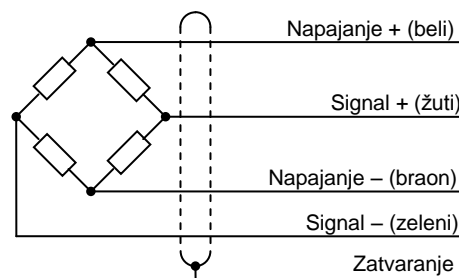 Napajanje + (beli)
Signal + (žuti)
Napajanje – (braon)
Signal – (zeleni)
Zatvaranje